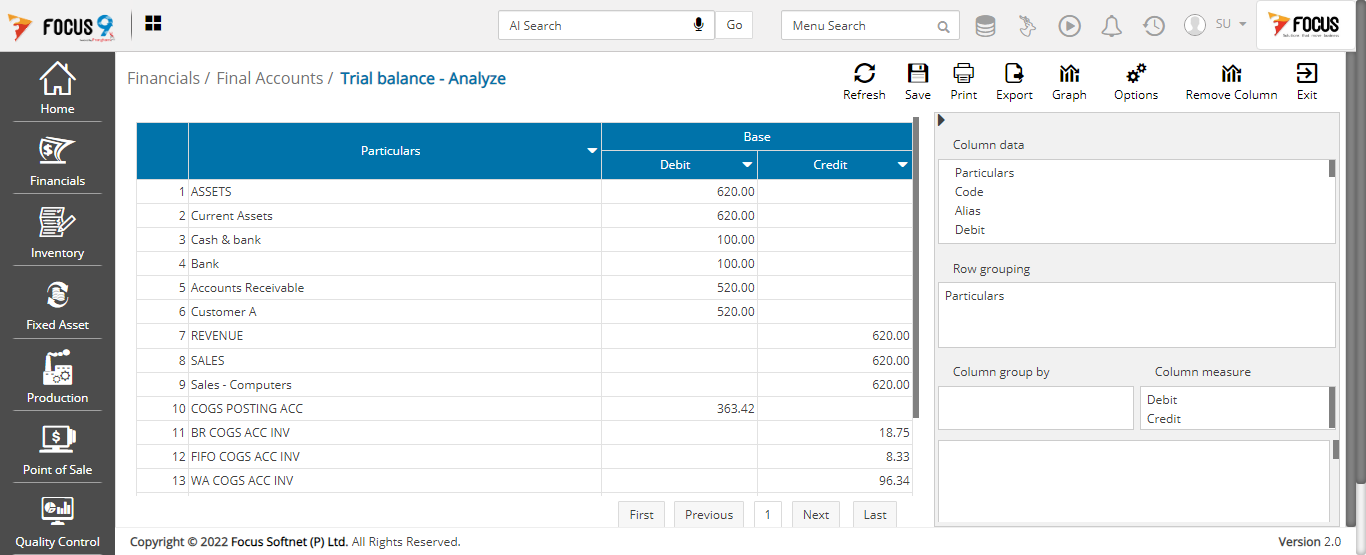 FOCUS 9
AI Search
Go
Menu Search
SU
FOCUS
Financials / Final Accounts / Trial balance - Analyze
Refresh
Save
Print
Export
Graph
Options
Remove Column
Exit
Home
Financials
Inventory
Fixed Asset
Production
Point of Sale
Quality Control
Particulars
Base
Debit
Credit
1 ASSETS 620.00
2 Current Assets 620.00
3 Cash & bank 100.00
4 Bank 100.00
5 Accounts Receivable 520.00
6 Customer A 520.00
7 REVENUE 620.00
8 SALES 620.00
9 Sales - Computers 620.00
10 COGS POSTING ACC 363.42
11 BR COGS ACC INV 18.75
12 FIFO COGS ACC INV 8.33
13 WA COGS ACC INV 96.34
First
Previous
1
Next
Last
Column data
Particulars
Code
Alias
Debit
Row grouping
Particulars
Column group by
Column measure
Debit
Credit
Copyright © 2022 Focus Softnet (P) Ltd. All Rights Reserved.
Version 2.0